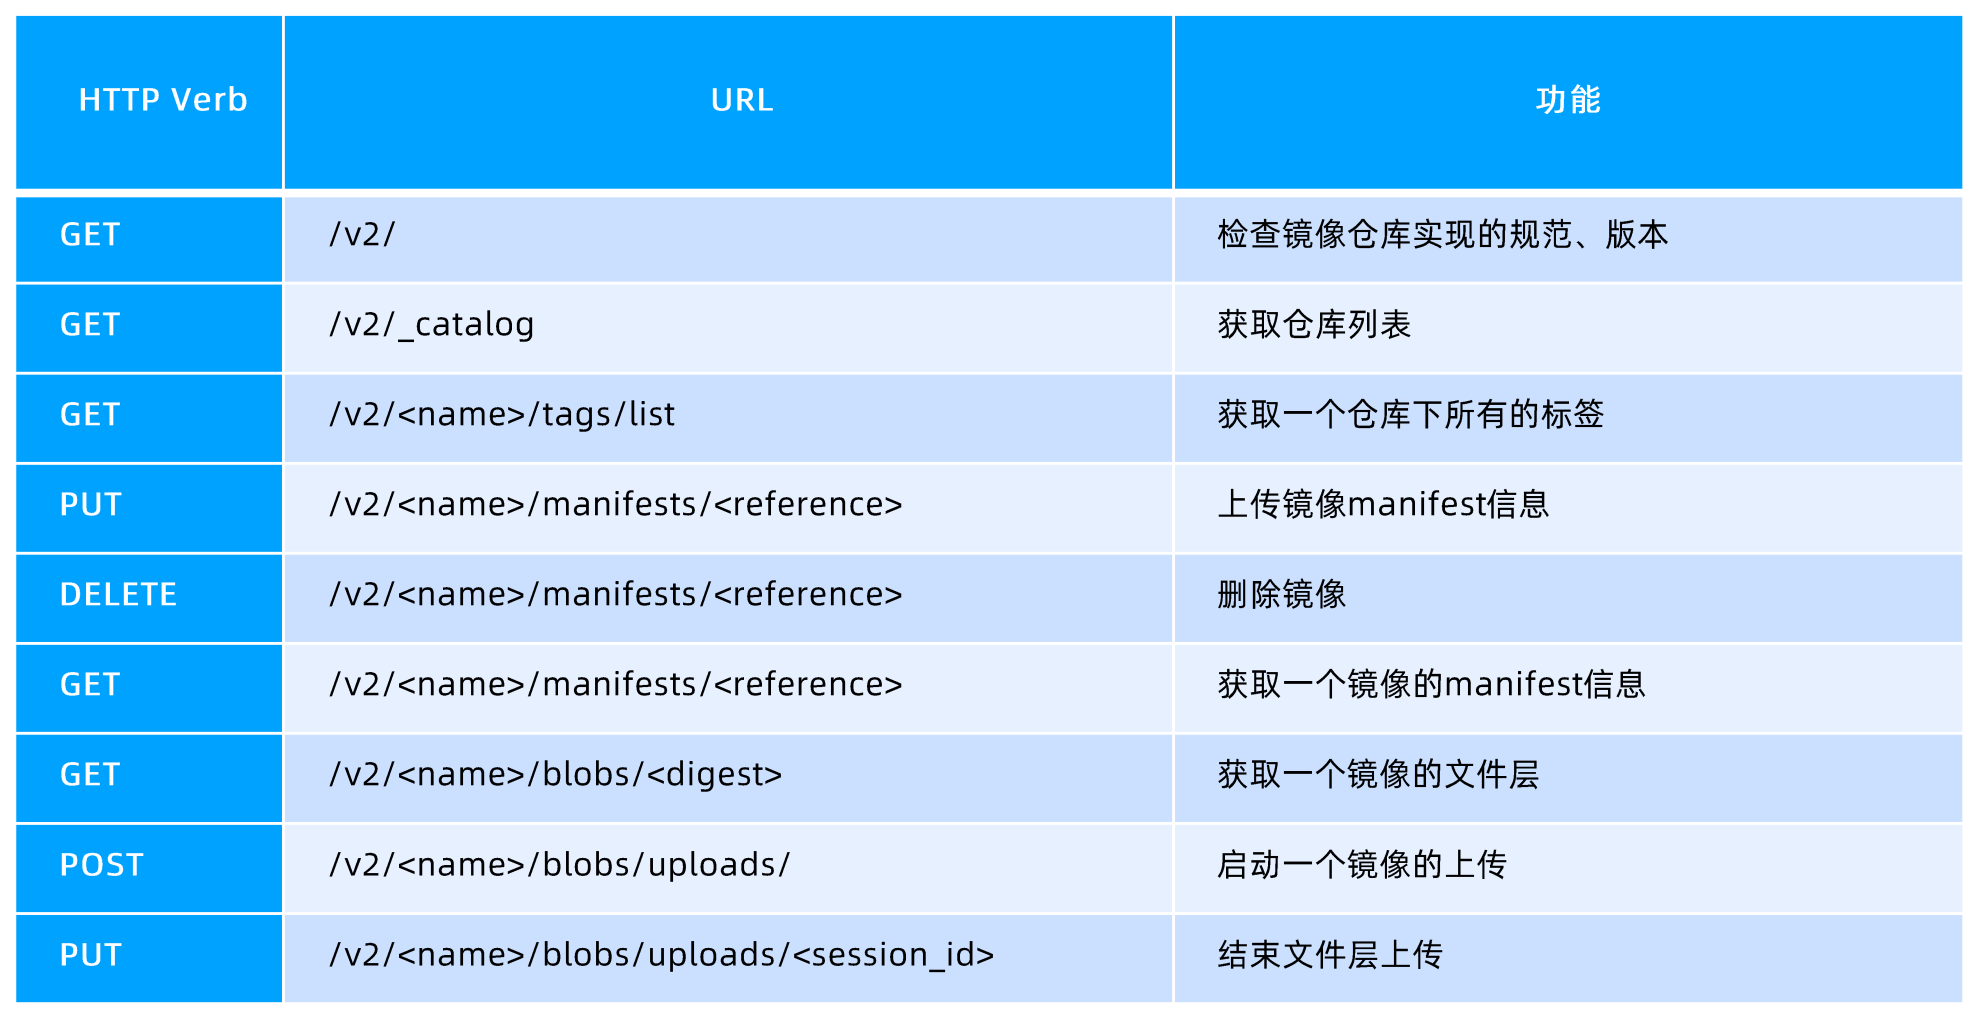 HTTP Verb URL 功能
GET /v2/ 检查镜像仓库实现的规范、版本
GET /v2/_catalog 获取仓库列表
GET /v2/<name>/tags/list 获取一个仓库下所有的标签
PUT /v2/<name>/manifests/<reference> 上传镜像manifest信息
DELETE /v2/<name>/manifests/<reference> 删除镜像
GET /v2/<name>/manifests/<reference> 获取一个镜像的manifest信息
GET /v2/<name>/blobs/<digest> 获取一个镜像的文件层
POST /v2/<name>/blobs/uploads/ 启动一个镜像的上传
PUT /v2/<name>/blobs/uploads/<session_id> 结束文件层上传